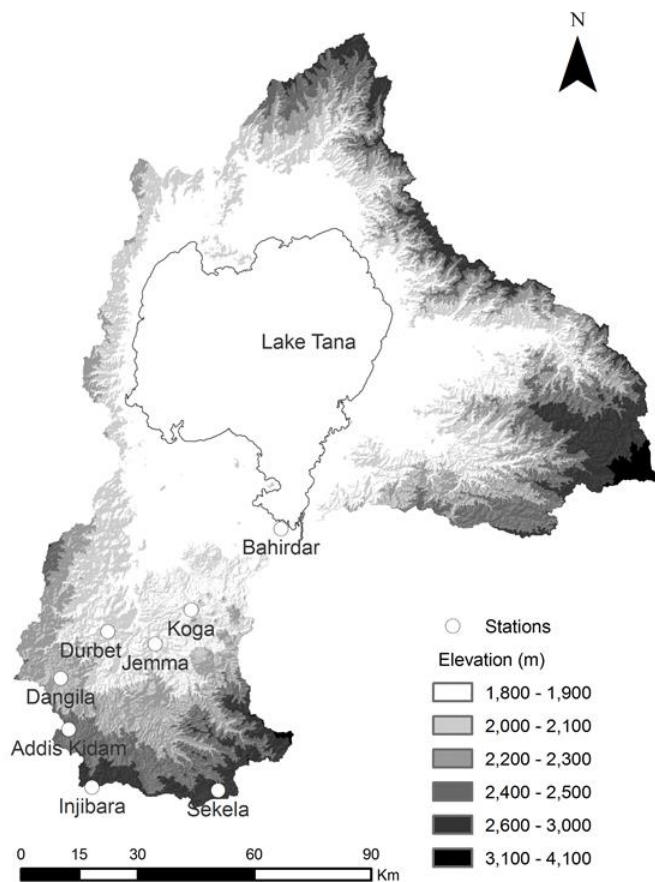 N
Lake Tana
Bahirdar
Koga
Durbet
Jemma
Dangila
Addis Kidam
Injibara
Sekela
Stations
Elevation (m)
1,800 - 1,900
2,000 - 2,100
2,200 - 2,300
2,400 - 2,500
2,600 - 3,000
3,100 - 4,100
0 15 30 60 90
Km